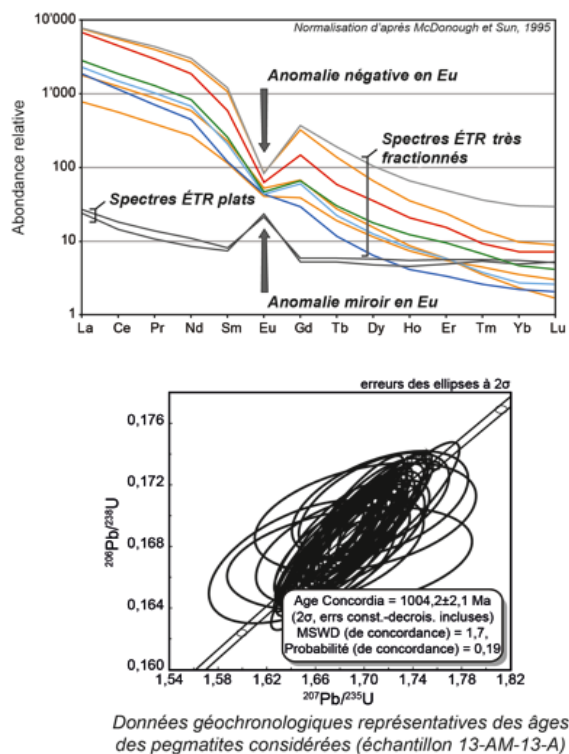 Normalisation d'après McDonough et Sun, 1995
Abondance relative
10'000
1'000
100
10
1
Anomalie négative en Eu
Spectres ÉTR très
fractionnés
Spectres ÉTR plats
Anomalie miroir en Eu
La Ce Pr Nd Sm Eu Gd Tb Dy Ho Er Tm Yb Lu
erreurs des ellipses à 2σ
206Pb/238U
0,176
0,172
0,168
0,164
0,160
Age Concordia = 1004,2±2,1 Ma
(2σ, errs const.-decrois. incluses)
MSWD (de concordance) = 1,7,
Probabilité (de concordance) = 0,19
1,54 1,58 1,62 1,66 1,70 1,74 1,78 1,82
207Pb/235U
Données géochronologiques représentatives des âges
des pegmatites considérées (échantillon 13-AM-13-A)